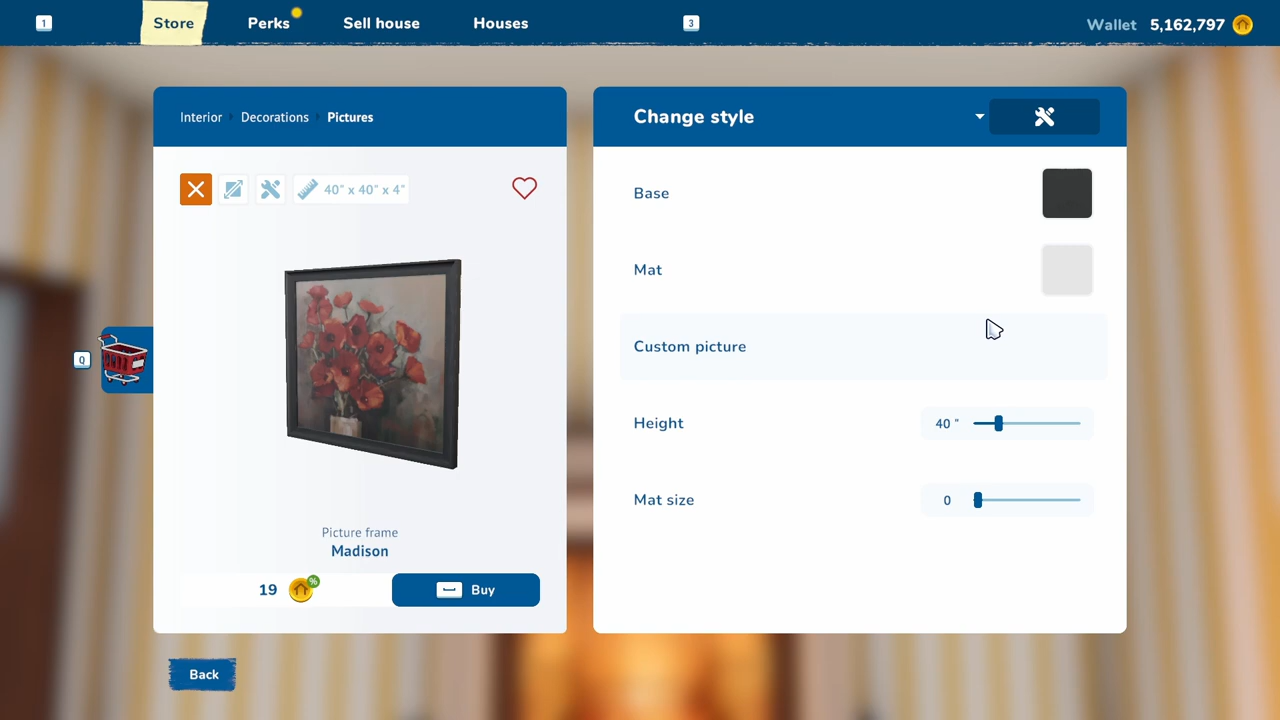 1 Store Perks Sell house Houses 3 Wallet 5,162,797
Interior Decorations Pictures
Change style
40" x 40" x 4"
Base
Mat
Q
Custom picture
Height 40 "
Mat size 0
Picture frame
Madison
19 % Buy
Back